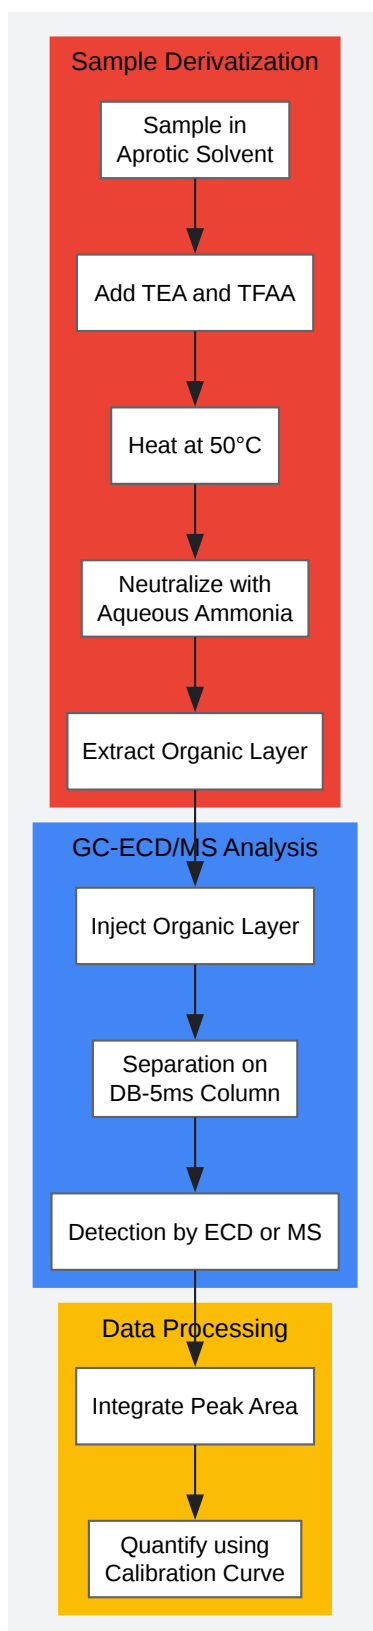 Sample Derivatization
Sample in
Aprotic Solvent
Add TEA and TFAA
Heat at 50°C
Neutralize with
Aqueous Ammonia
Extract Organic Layer
GC-ECD/MS Analysis
Inject Organic Layer
Separation on
DB-5ms Column
Detection by ECD or MS
Data Processing
Integrate Peak Area
Quantify using
Calibration Curve